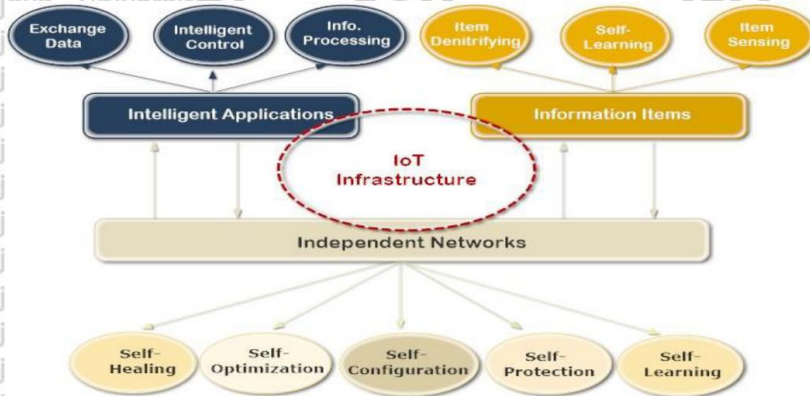 Exchange
Data
Intelligent
Control
Info.
Processing
Item
Denitrifying
Self-
Learning
Item
Sensing
Intelligent Applications
Information Items
IoT
Infrastructure
Independent Networks
Self-
Healing
Self-
Optimization
Self-
Configuration
Self-
Protection
Self-
Learning